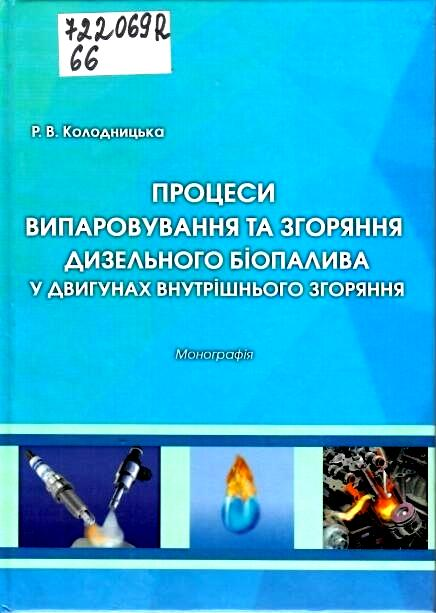 722069R
66
Р. В. Колодницька
ПРОЦЕСИ
ВИПАРОВУВАННЯ ТА ЗГОРЯННЯ
ДИЗЕЛЬНОГО БІОПАЛИВА
У ДВИГУНАХ ВНУТРІШНЬОГО ЗГОРЯННЯ
Монографія